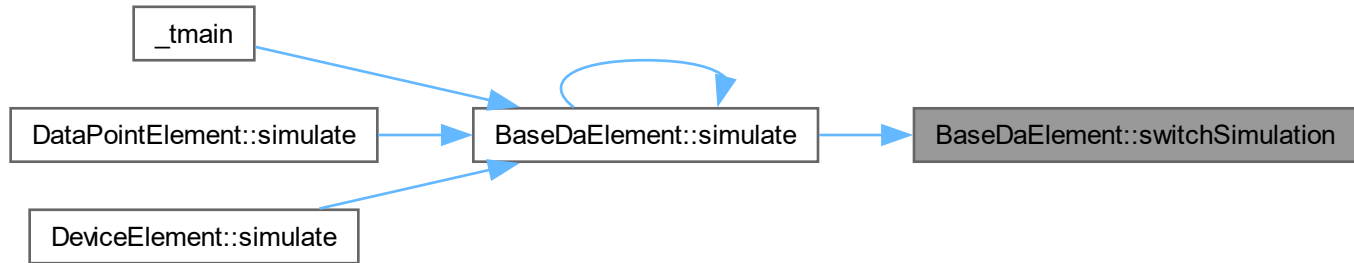 _tmain
DataPointElement::simulate
BaseDaElement::simulate
BaseDaElement::switchSimulation
DeviceElement::simulate